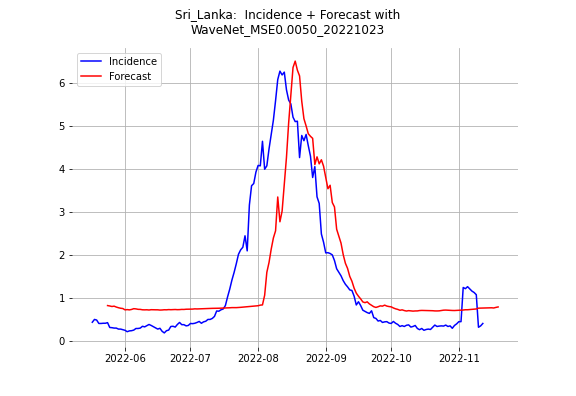 Sri_Lanka:  Incidence + Forecast with
WaveNet_MSE0.0050_20221023
Incidence
Forecast
6
5
4
3
2
1
0
2022-06 2022-07 2022-08 2022-09 2022-10 2022-11